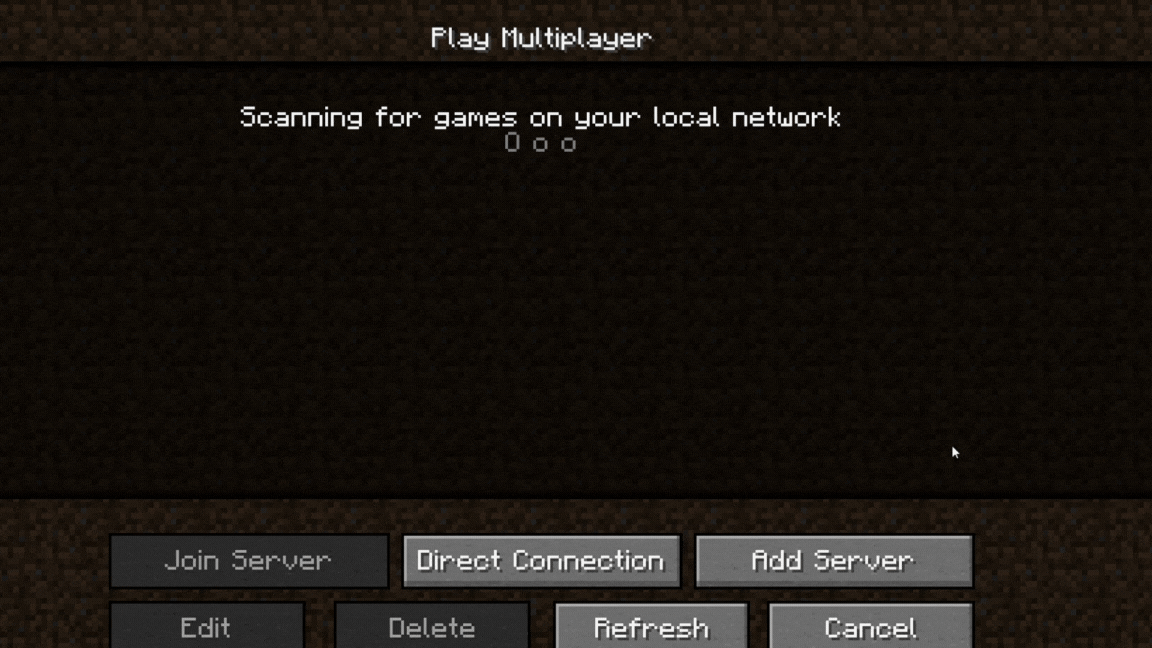 Play Multiplayer
Scanning for games on your local network
O o o
Join Server
Direct Connection
Add Server
Edit
Delete
Refresh
Cancel